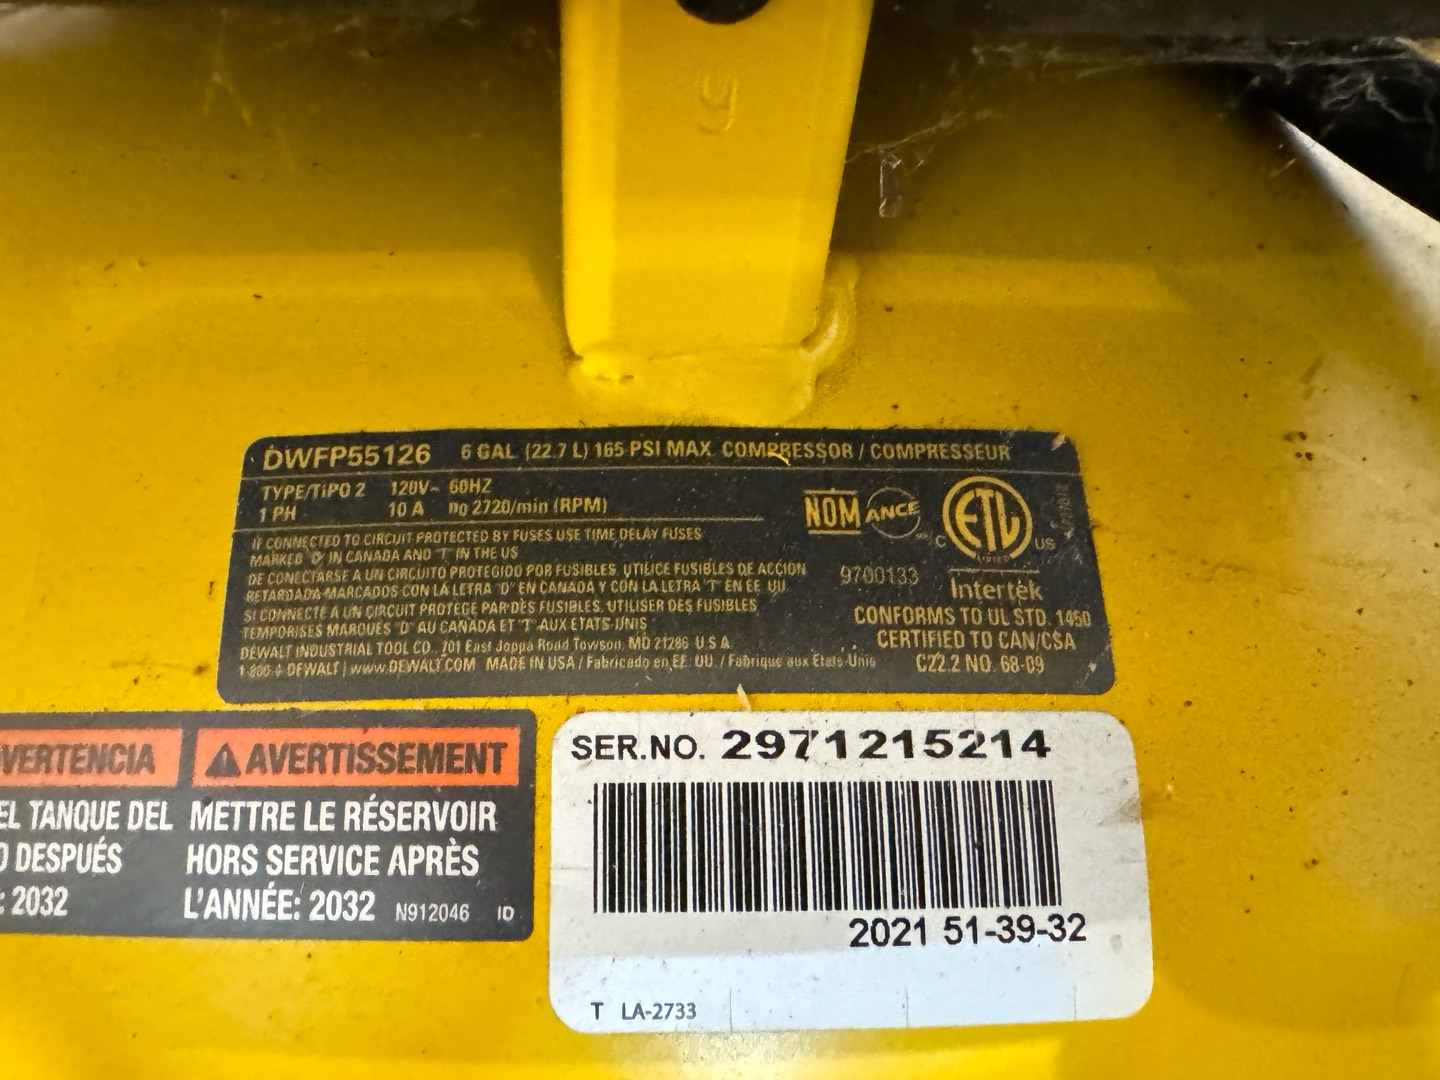 y
DWFP55126 6 GAL (22.7 L) 165 PSI MAX. COMPRESSOR / COMPRESSEUR
TYPE/TIPO 2 120V~ 60HZ
1 PH 10 A no 2720/min (RPM)
NOM ANCE
C ETL US
LISTED
Intertek
9700133
IF CONNECTED TO CIRCUIT PROTECTED BY FUSES USE TIME DELAY FUSES
MARKED "D" IN CANADA AND "T" IN THE US
DE CONECTARSE A UN CIRCUITO PROTEGIDO POR FUSIBLES, UTILICE FUSIBLES DE ACCION
RETARDADA MARCADOS CON LA LETRA "D" EN CANADA Y CON LA LETRA "T" EN EE. UU.
SI CONNECTE A UN CIRCUIT PROTEGE PAR DES FUSIBLES, UTILISER DES FUSIBLES
TEMPORISES MARQUES "D" AU CANADA ET "T" AUX ETATS-UNIS
DEWALT INDUSTRIAL TOOL CO., 701 East Joppa Road Towson, MD 21286 U.S.A.
1-800-4-DEWALT | www.DEWALT.COM MADE IN USA / Fabricado en EE. UU. / Fabriqué aux États-Unis
CONFORMS TO UL STD. 1450
CERTIFIED TO CAN/CSA
C22.2 NO. 68-09
VERTENCIA
EL TANQUE DEL
DESPUÉS
: 2032
AVERTISSEMENT
METTRE LE RÉSERVOIR
HORS SERVICE APRÈS
L'ANNÉE: 2032 N912046 ID
SER.NO. 2971215214
2021 51-39-32
T LA-2733